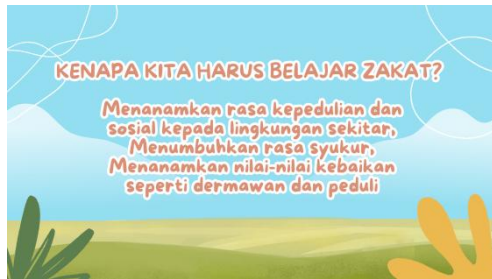 KENAPA KITA HARUS BELAJAR ZAKAT?
Menanamkan rasa kepedulian dan
sosial kepada lingkungan sekitar,
Menumbuhkan rasa syukur,
Menanamkan nilai-nilai kebaikan
seperti dermawan dan peduli